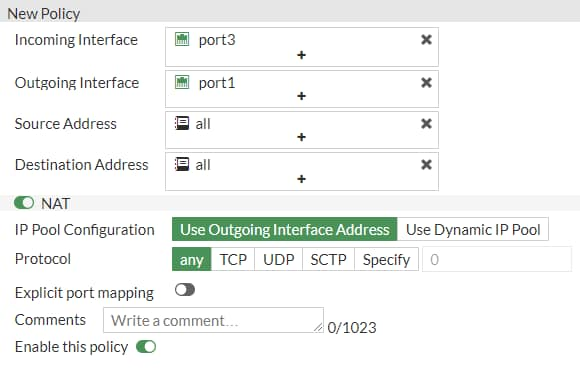 New Policy
Incoming Interface port3
+
Outgoing Interface port1
+
Source Address all
+
Destination Address all
+
NAT
IP Pool Configuration Use Outgoing Interface Address Use Dynamic IP Pool
Protocol any TCP UDP SCTP Specify 0
Explicit port mapping
Comments Write a comment... 0/1023
Enable this policy